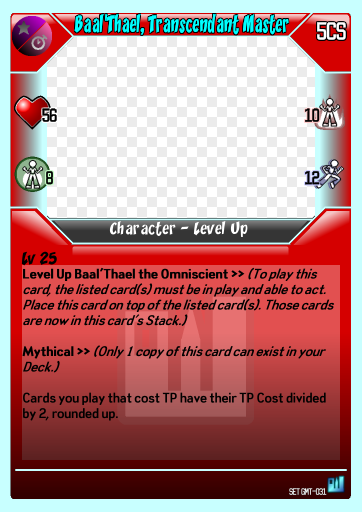 Baal'Thael, Transcendant Master
5CS
56
10
8
12
Character - Level Up
Lv 25
Level Up Baal'Thael the Omniscient >> (To play this
card, the listed card(s) must be in play and able to act.
Place this card on top of the listed card(s). Those cards
are now in this card's Stack.)
Mythical >> (Only 1 copy of this card can exist in your
Deck.)
Cards you play that cost TP have their TP Cost divided
by 2, rounded up.
SET GMT-031